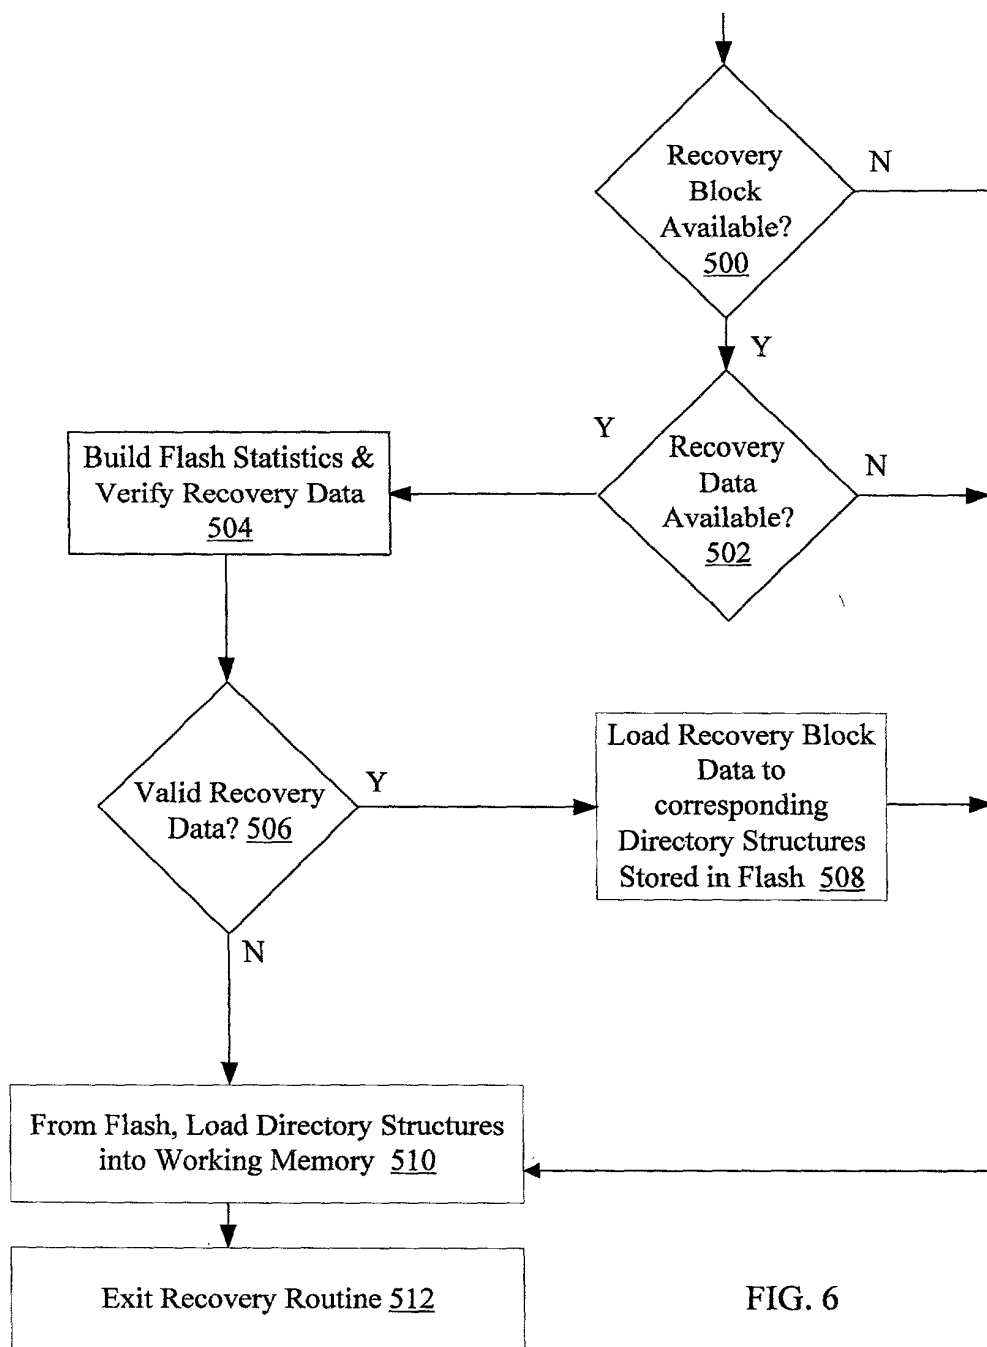 Recovery
Block
Available?
500
N
Y
Recovery
Data
Available?
502
Y
N
Build Flash Statistics &
Verify Recovery Data
504
Valid Recovery
Data? 506
Y
N
Load Recovery Block
Data to
corresponding
Directory Structures
Stored in Flash 508
From Flash, Load Directory Structures
into Working Memory 510
Exit Recovery Routine 512
FIG. 6